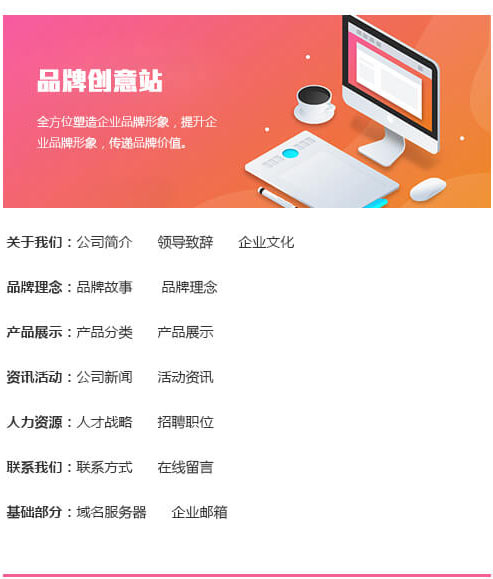 品牌创意站
全方位塑造企业品牌形象，提升企
业品牌形象，传递品牌价值。
关于我们：公司简介 领导致辞 企业文化
品牌理念：品牌故事 品牌理念
产品展示：产品分类 产品展示
资讯活动：公司新闻 活动资讯
人力资源：人才战略 招聘职位
联系我们：联系方式 在线留言
基础部分：域名服务器 企业邮箱